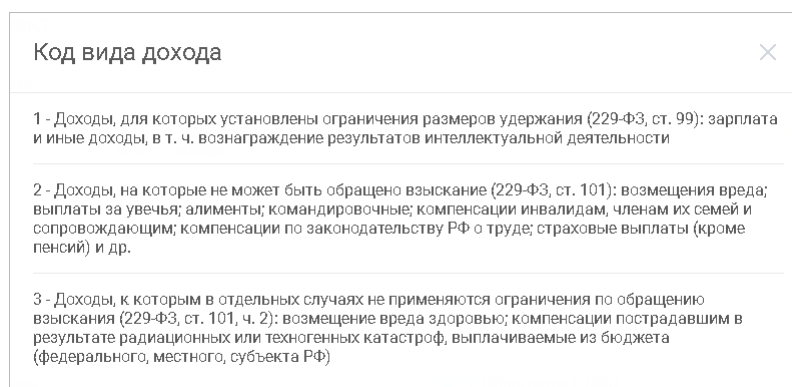 Код вида дохода
1 - Доходы, для которых установлены ограничения размеров удержания (229-ФЗ, ст. 99): зарплата
и иные доходы, в т. ч. вознаграждение результатов интеллектуальной деятельности
2 - Доходы, на которые не может быть обращено взыскание (229-ФЗ, ст. 101): возмещения вреда;
выплаты за увечья; алименты; командировочные; компенсации инвалидам, членам их семей и
сопровождающим; компенсации по законодательству РФ о труде; страховые выплаты (кроме
пенсий) и др.
3 - Доходы, к которым в отдельных случаях не применяются ограничения по обращению
взыскания (229-ФЗ, ст. 101, ч. 2): возмещение вреда здоровью; компенсации пострадавшим в
результате радиационных или техногенных катастроф, выплачиваемые из бюджета
(федерального, местного, субъекта РФ)